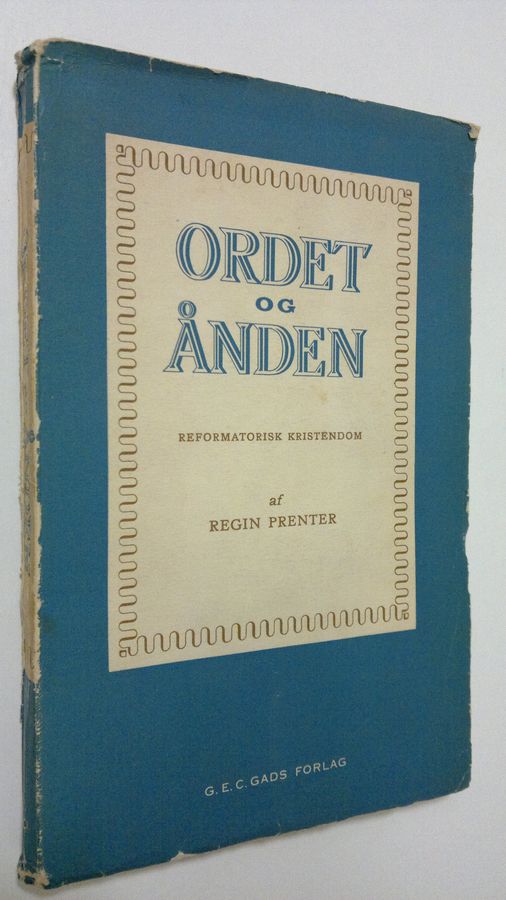 ORDET
OG
ÅNDEN
REFORMATORISK KRISTENDOM
af
REGIN PRENTER
G. E. C. GADS FORLAG